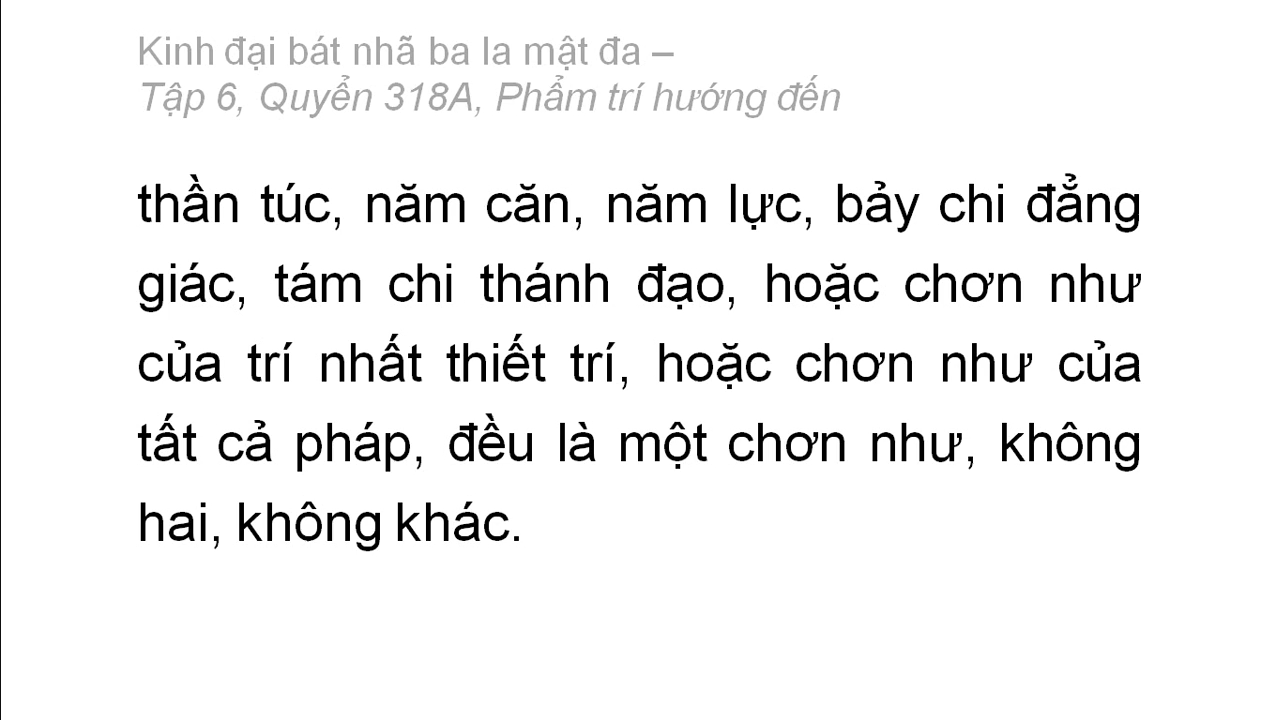 Kinh đại bát nhã ba la mật đa –
Tập 6, Quyển 318A, Phẩm trí hướng đến
thần túc, năm căn, năm lực, bảy chi đẳng
giác, tám chi thánh đạo, hoặc chơn như
của trí nhất thiết trí, hoặc chơn như của
tất cả pháp, đều là một chơn như, không
hai, không khác.